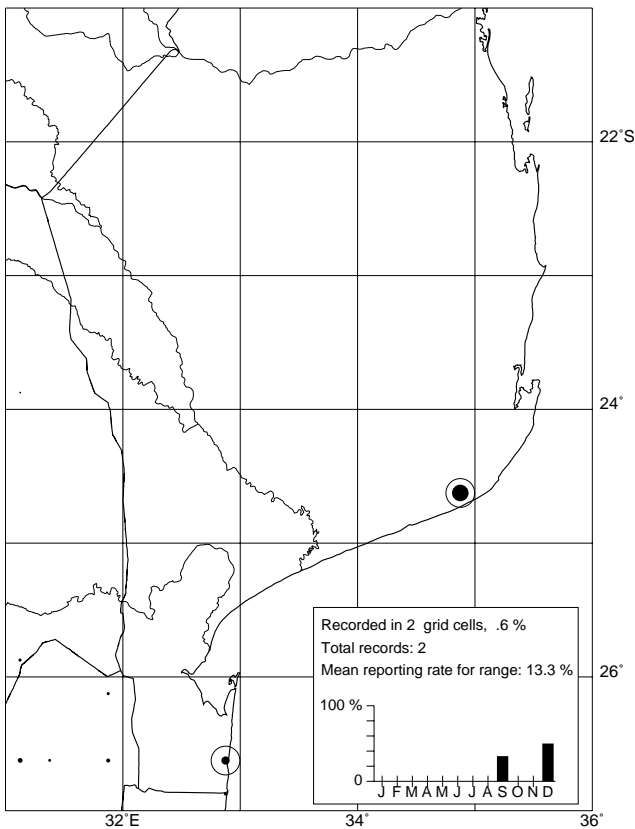 22˚S
24˚
Recorded in 2 grid cells, .6 %
Total records: 2
Mean reporting rate for range: 13.3 %
26˚
100 %
0
J F M A M J J A S O N D
32˚E
34˚
36˚